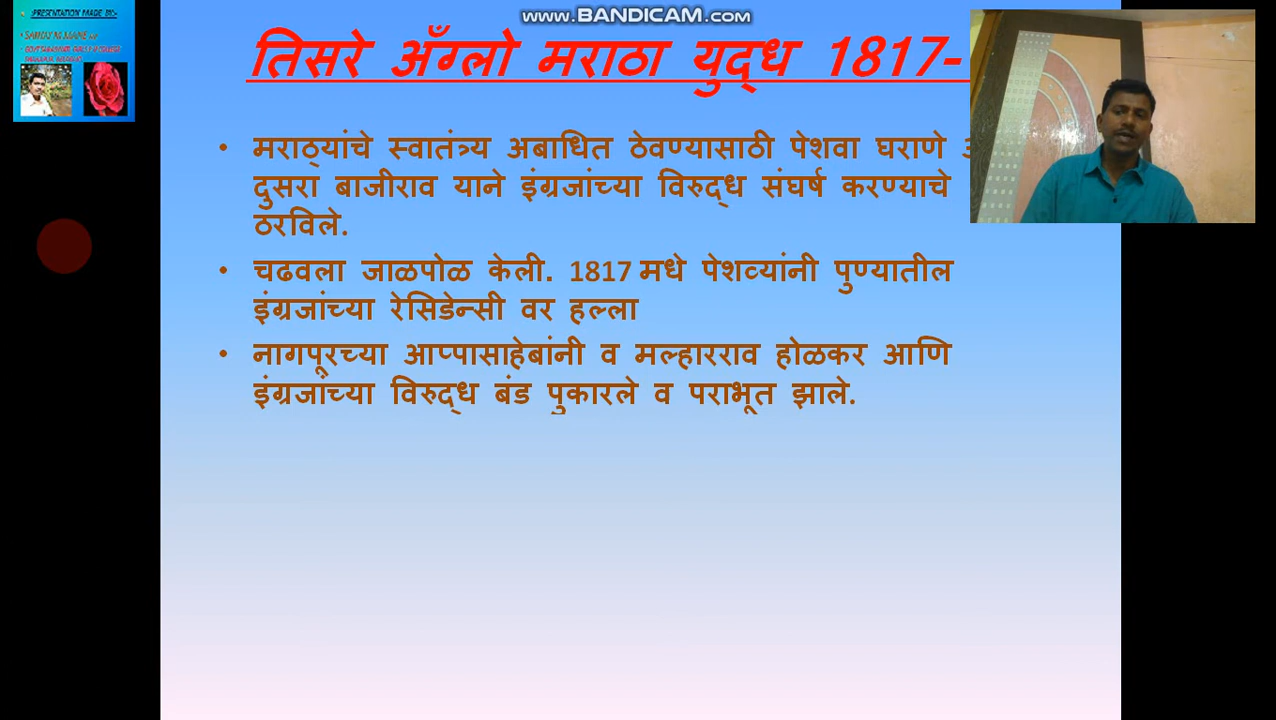 www.BANDICAM.com
:PRESENTATION MADE BY:-
तिसरे अँग्लो मराठा युद्ध 1817-
• मराठ्यांचे स्वातंत्र्य अबाधित ठेवण्यासाठी पेशवा घराणे
दुसरा बाजीराव याने इंग्रजांच्या विरुद्ध संघर्ष करण्याचे
ठरविले.
• चढवला जाळपोळ केली. 1817 मधे पेशव्यांनी पुण्यातील
इंग्रजांच्या रेसिडेन्सी वर हल्ला
• नागपूरच्या आप्पासाहेबांनी व मल्हारराव होळकर आणि
इंग्रजांच्या विरुद्ध बंड पुकारले व पराभूत झाले.